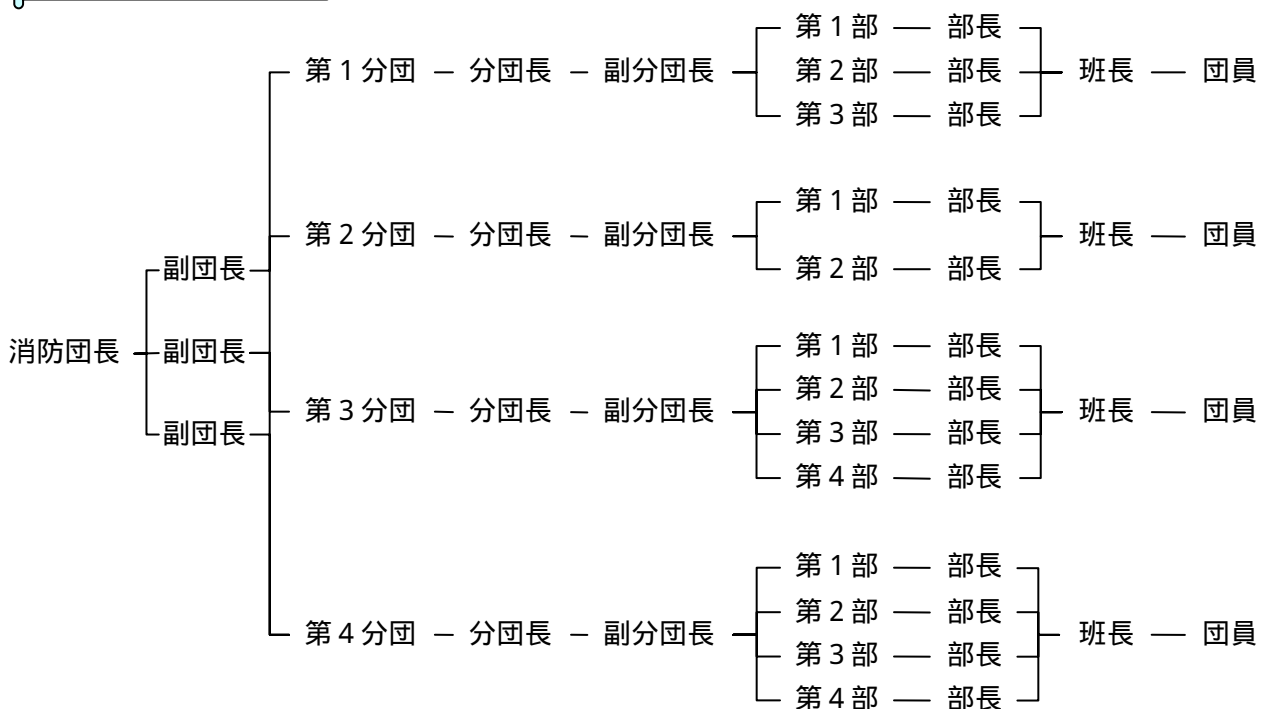 第1部 部長
第1分団 分団長 副分団長 第2部 部長 班長 団員
第3部 部長
第1部 部長
第2分団 分団長 副分団長 班長 団員
副団長 第2部 部長
消防団長 副団長 第1部 部長
第2部 部長
第3分団 分団長 副分団長 班長 団員
副団長 第3部 部長
第4部 部長
第1部 部長
第2部 部長
第4分団 分団長 副分団長 班長 団員
第3部 部長
第4部 部長